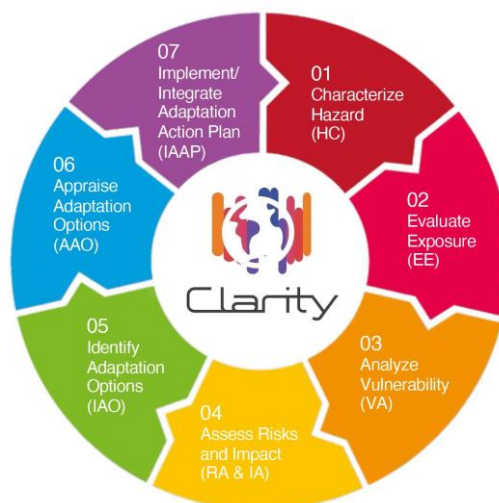 01
Characterize
Hazard
(HC)
02
Evaluate
Exposure
(EE)
03
Analyze
Vulnerability
(VA)
04
Assess Risks
and Impact
(RA & IA)
05
Identify
Adaptation
Options
(IAO)
06
Appraise
Adaptation
Options
(AAO)
07
Implement/
Integrate
Adaptation
Action Plan
(IAAP)
Clarity